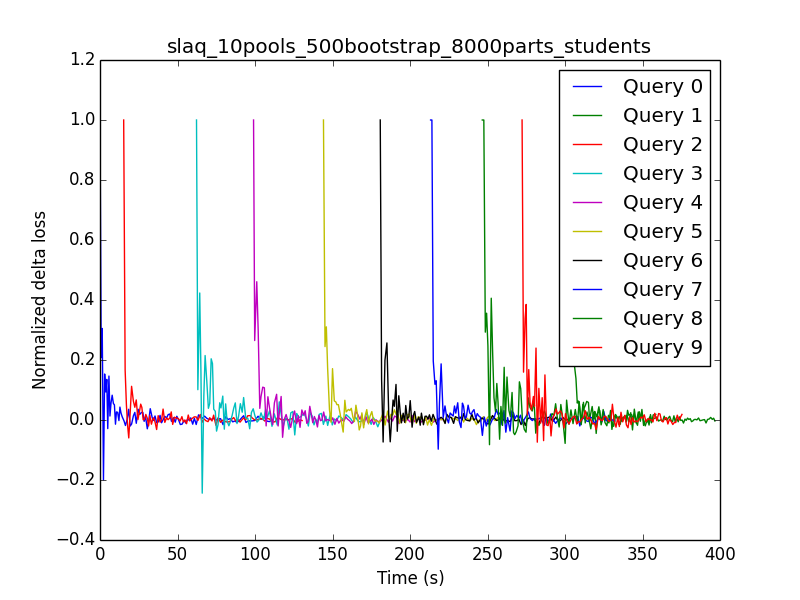 slaq_10pools_500bootstrap_8000parts_students
1.2
1.0
0.8
0.6
0.4
0.2
0.0
−0.2
−0.4
Normalized delta loss
Query 0
Query 1
Query 2
Query 3
Query 4
Query 5
Query 6
Query 7
Query 8
Query 9
0 50 100 150 200 250 300 350 400
Time (s)